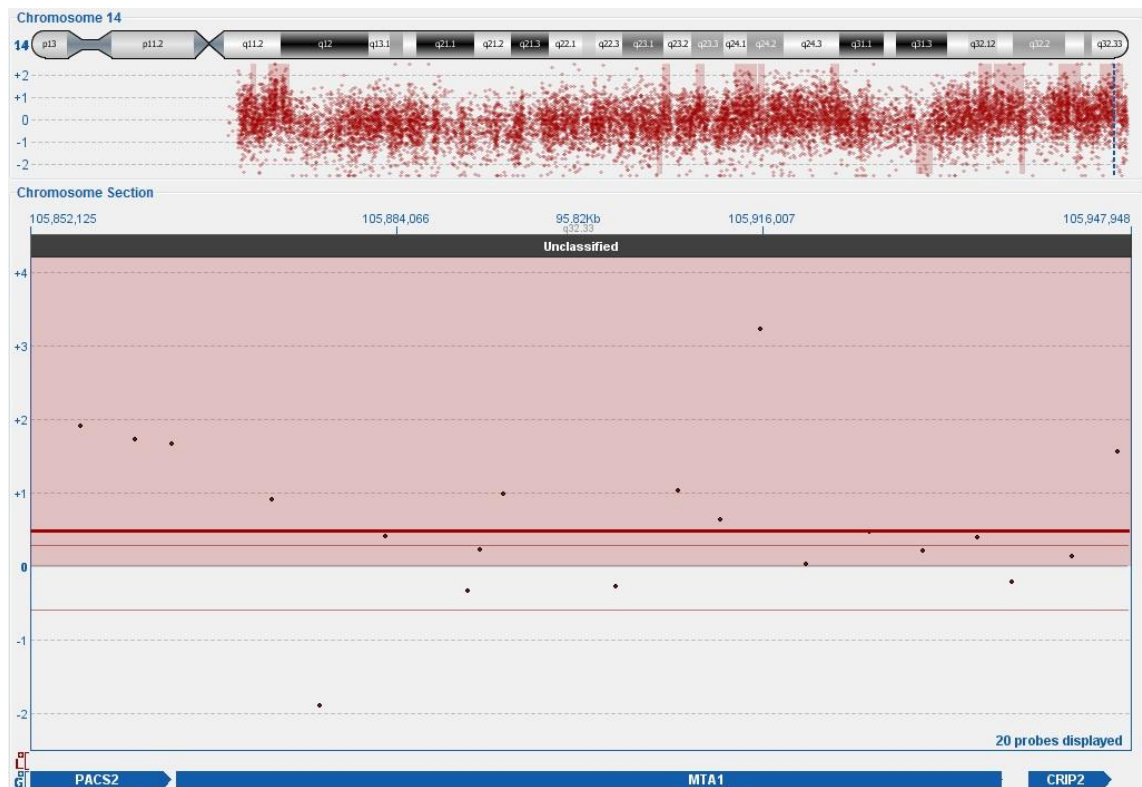 Chromosome 14
14 p13 p11.2 q11.2 q12 q13.1 q21.1 q21.2 q21.3 q22.1 q22.3 q23.1 q23.2 q23.3 q24.1 q24.2 q24.3 q31.1 q31.3 q32.12 q32.2 q32.33
+2
+1
0
-1
-2
Chromosome Section
105,852,125 105,884,066 95.82Kb 105,916,007 105,947,948
q32.33
Unclassified
+4
+3
+2
+1
0
-1
-2
20 probes displayed
PACS2 MTA1 CRIP2